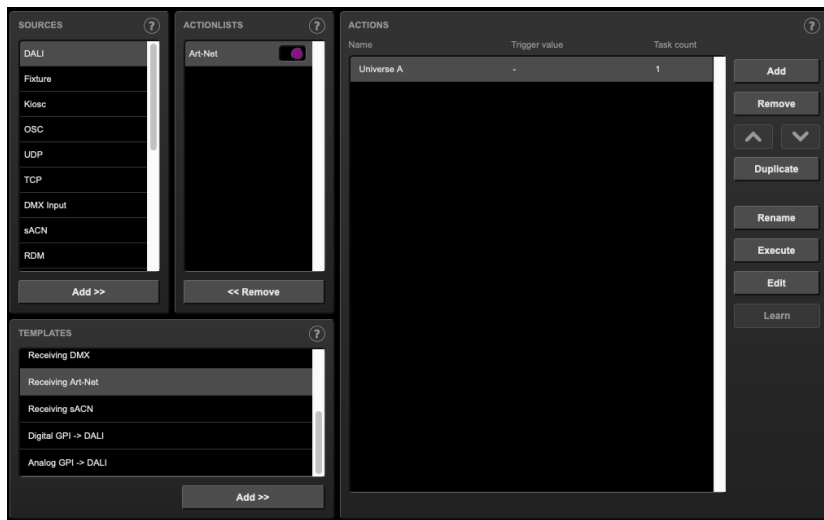 SOURCES
?
DALI
Fixture
Kiosc
OSC
UDP
TCP
DMX Input
sACN
RDM
Add >>
ACTIONLISTS
?
Art-Net
<< Remove
TEMPLATES
?
Receiving DMX
Receiving Art-Net
Receiving sACN
Digital GPI -> DALI
Analog GPI -> DALI
Add >>
ACTIONS
?
Name Trigger value Task count
Universe A - 1
Add
Remove
Duplicate
Rename
Execute
Edit
Learn